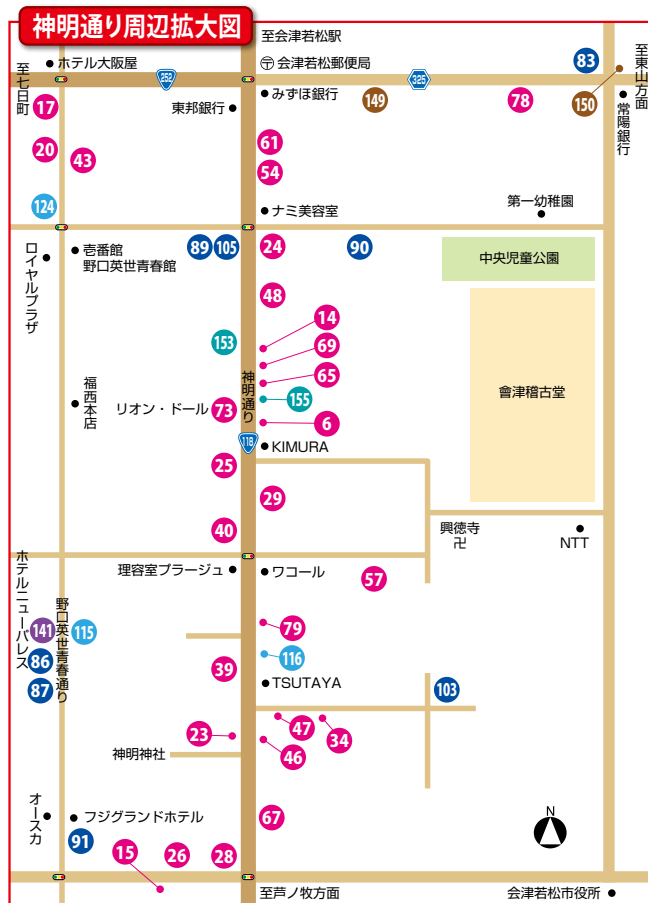 神明通り周辺拡大図
至会津若松駅
ホテル大阪屋
会津若松郵便局
83
至東山方面
至七日町
252
325
みずほ銀行
149
78
150
常陽銀行
17
東邦銀行
20
43
61
54
124
ナミ美容室
第一幼稚園
ロイヤルプラザ
壱番館
野口英世青春館
89
105
24
90
中央児童公園
48
14
153
69
65
神明通り
155
會津稽古堂
福西本店
リオン・ドール
73
6
118
KIMURA
25
29
40
興徳寺
卍
NTT
ホテルニューパレス
理容室プラージュ
ワコール
57
野口英世青春通り
141
115
79
86
116
39
87
TSUTAYA
103
23
47
34
46
神明神社
オースカ
フジグランドホテル
67
N
91
15
26
28
至芦ノ牧方面
会津若松市役所